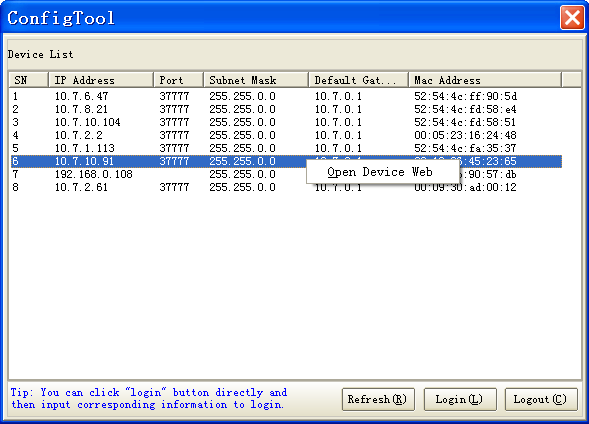 ConfigTool
Device List
SN IP Address Port Subnet Mask Default Gat... Mac Address
1 10.7.6.47 37777 255.255.0.0 10.7.0.1 52:54:4c:ff:90:5d
2 10.7.8.21 37777 255.255.0.0 10.7.0.1 52:54:4c:fd:58:e4
3 10.7.10.104 37777 255.255.0.0 10.7.0.1 52:54:4c:fd:58:51
4 10.7.2.2 37777 255.255.0.0 10.7.0.1 00:05:23:16:24:48
5 10.7.1.113 37777 255.255.0.0 10.7.0.1 52:54:4c:fa:35:37
6 10.7.10.91 37777 255.255.0.0 :45:23:65
7 192.168.0.108 255.255.0.0 :90:57:db
Open Device Web
8 10.7.2.61 37777 255.255.0.0 10.7.0.1 00:09:30:ad:00:12
Tip: You can click "login" button directly and
then input corresponding information to login.
Refresh(R) Login(L) Logout(C)